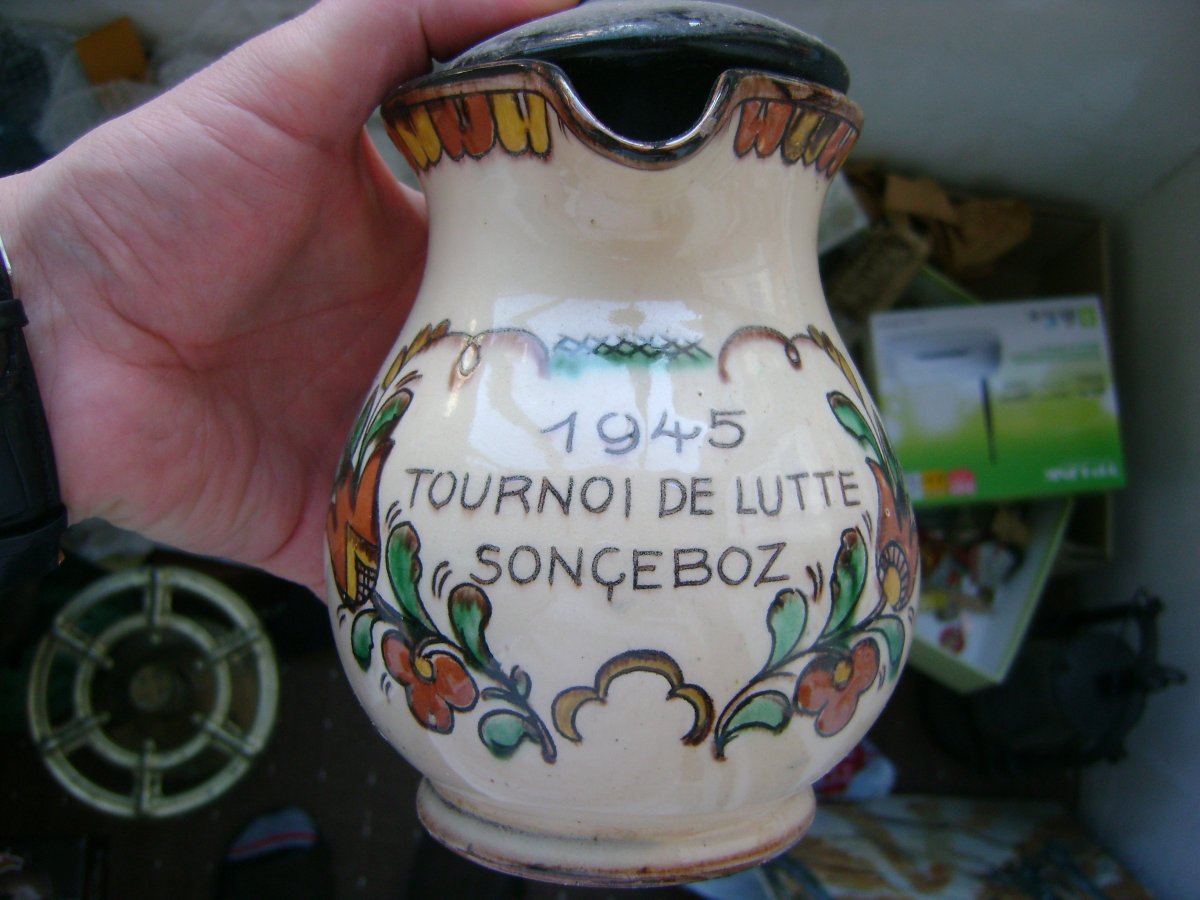 1945
TOURNOI DE LUTTE
SONÇEBOZ